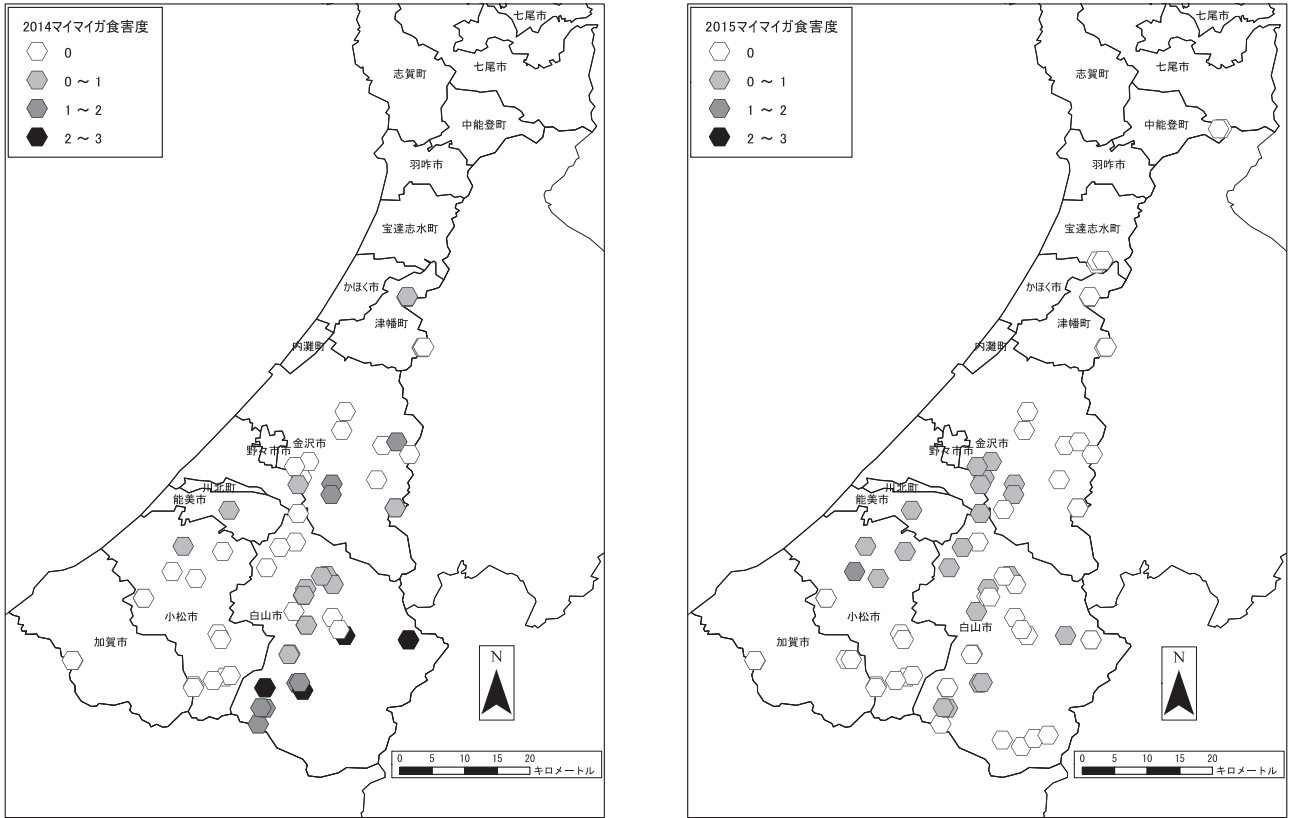 2014マイマイガ食害度
0
0 ～ 1
1 ～ 2
2 ～ 3
七尾市
志賀町
七尾市
中能登町
羽咋市
宝達志水町
かほく市
津幡町
内灘町
金沢市
野々市市
川北町
能美市
小松市
白山市
加賀市
N
0 5 10 15 20
キロメートル
2015マイマイガ食害度
0
0 ～ 1
1 ～ 2
2 ～ 3
七尾市
志賀町
七尾市
中能登町
羽咋市
宝達志水町
かほく市
津幡町
内灘町
金沢市
野々市市
川北町
能美市
小松市
白山市
加賀市
N
0 5 10 15 20
キロメートル